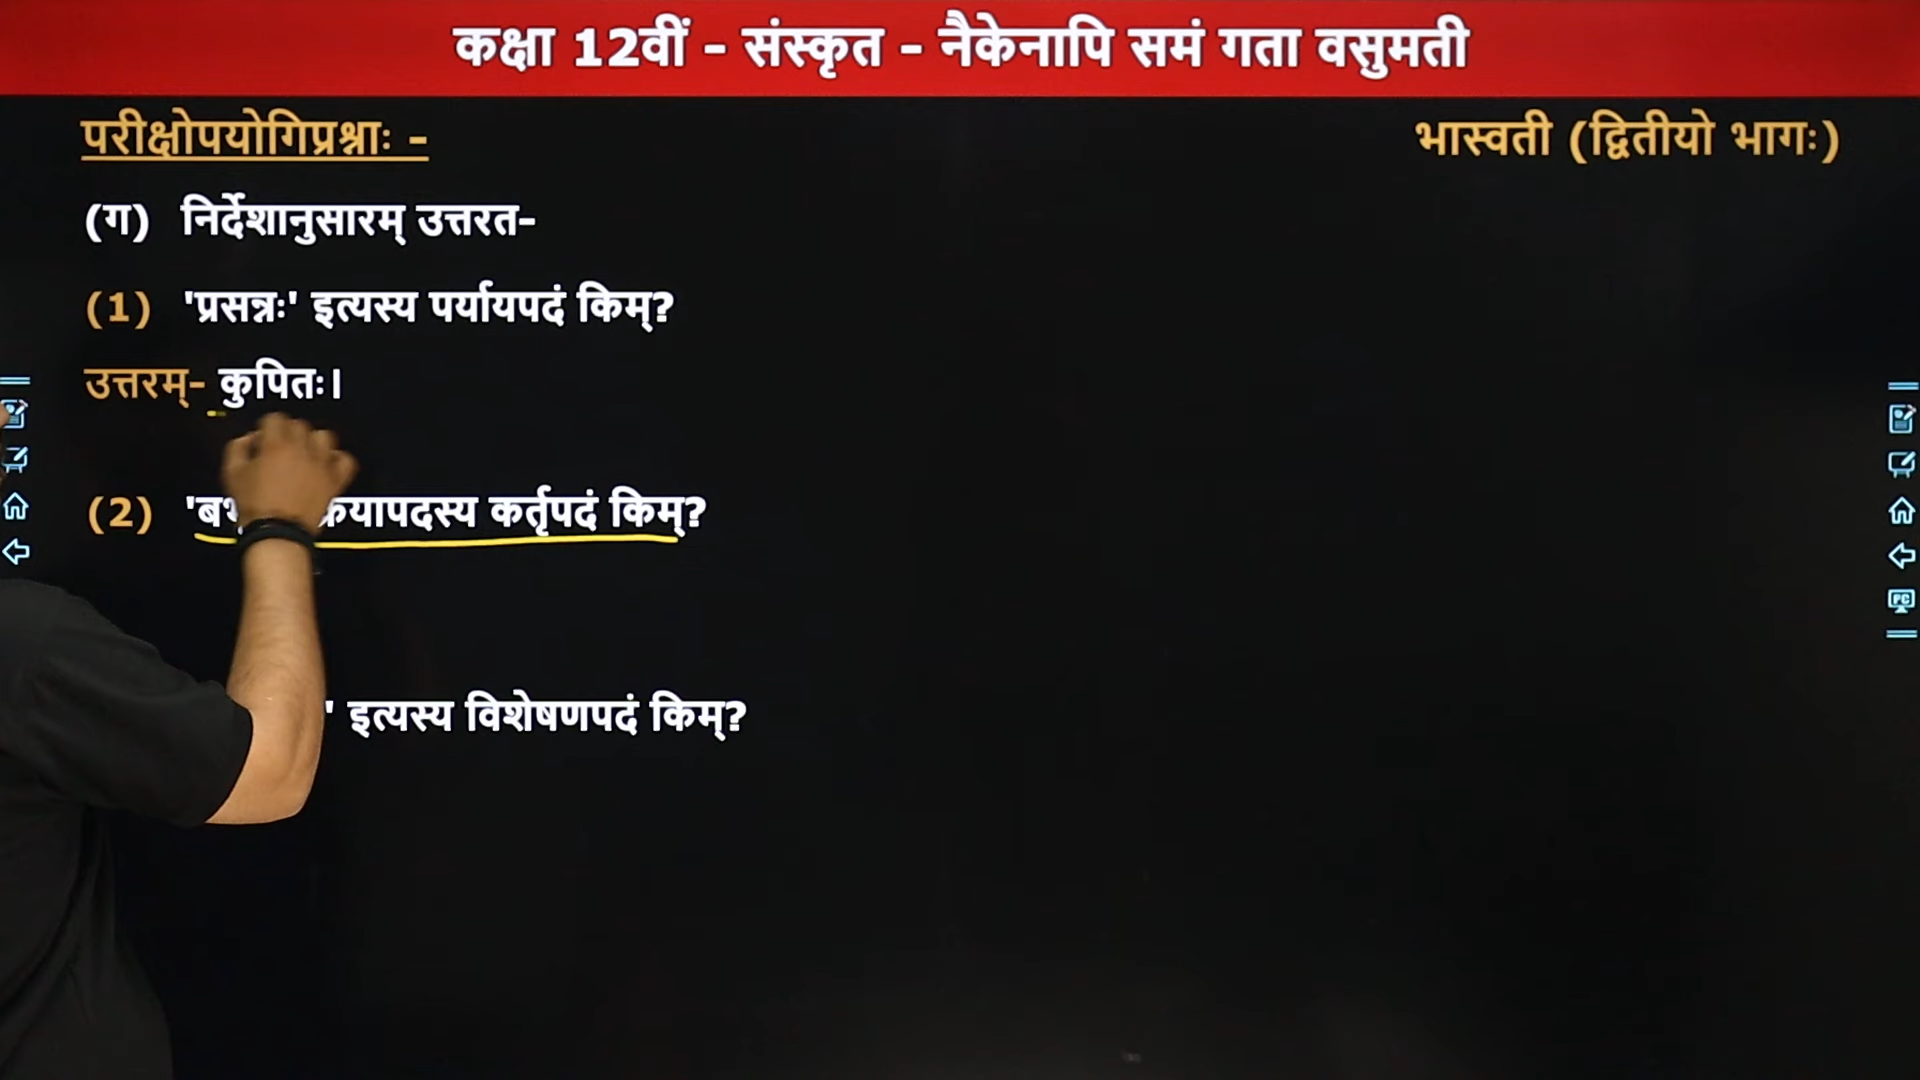 कक्षा 12वीं - संस्कृत - नैकेनापि समं गता वसुमती
परीक्षोपयोगिप्रश्नाः -
भास्वती (द्वितीयो भागः)
(ग) निर्देशानुसारम् उत्तरत-
(1) 'प्रसन्नः' इत्यस्य पर्यायपदं किम्?
उत्तरम्- कुपितः।
(2) कर्तृपदं किम्?
' इत्यस्य विशेषणपदं किम्?
PC